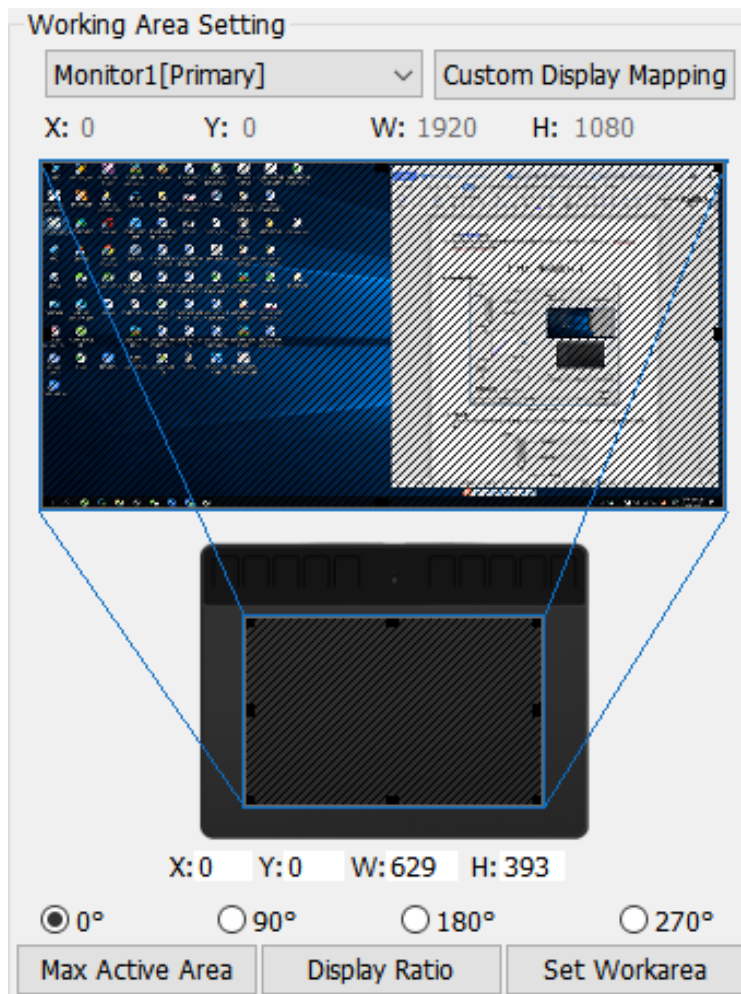 Working Area Setting
Monitor1[Primary] Custom Display Mapping
X: 0 Y: 0 W: 1920 H: 1080
X: 0 Y: 0 W: 629 H: 393
0° 90° 180° 270°
Max Active Area Display Ratio Set Workarea